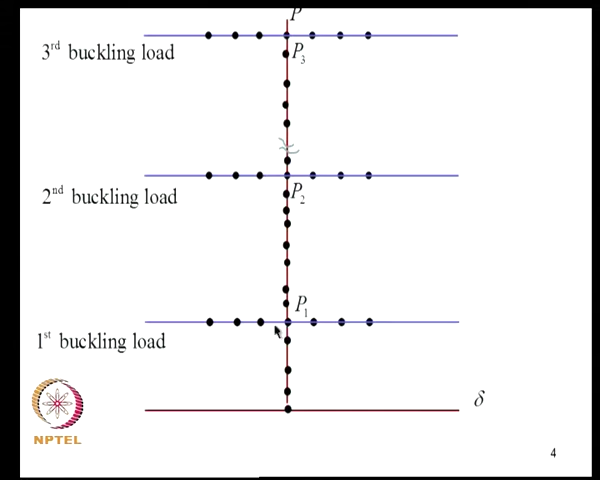 P
3rd buckling load
P3
2nd buckling load
P2
P1
1st buckling load
δ
NPTEL
4